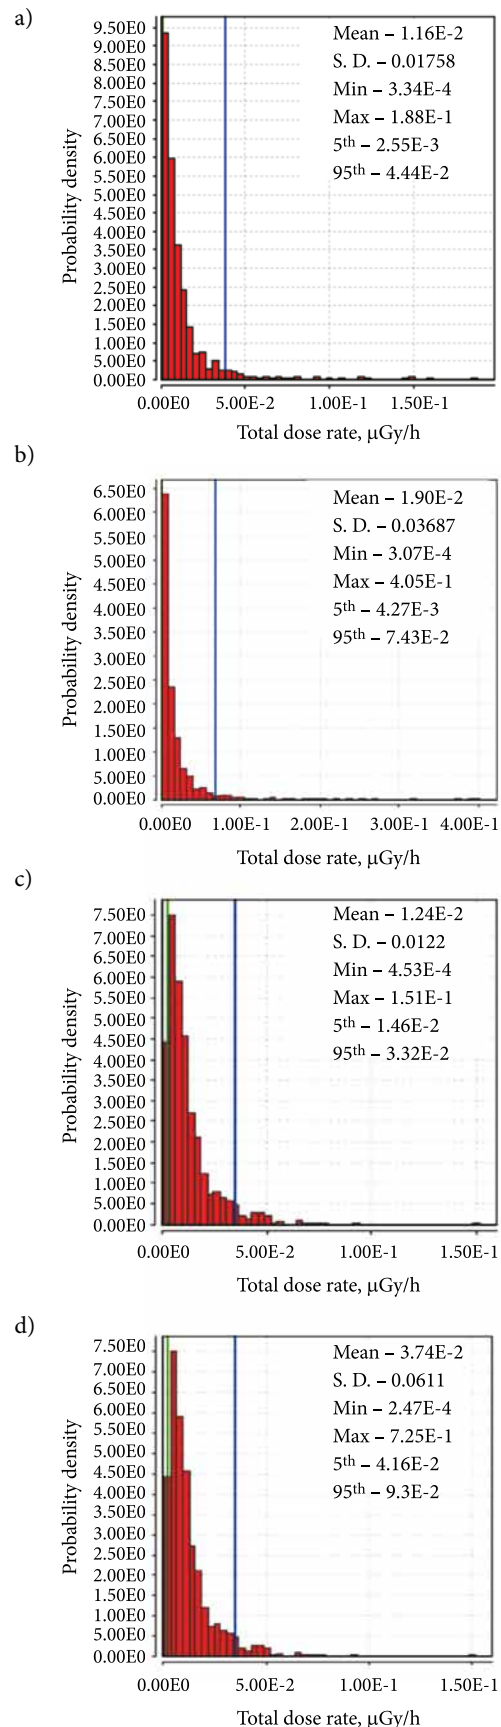 a)
Probability density
9.50E0
9.00E0
8.50E0
8.00E0
7.50E0
7.00E0
6.50E0
6.00E0
5.50E0
5.00E0
4.50E0
4.00E0
3.50E0
3.00E0
2.50E0
2.00E0
1.50E0
1.00E0
5.00E0
0.00E0
Mean – 1.16E-2
S. D. – 0.01758
Min – 3.34E-4
Max – 1.88E-1
5th – 2.55E-3
95th – 4.44E-2
0.00E0 5.00E-2 1.00E-1 1.50E-1
Total dose rate, μGy/h
b)
Probability density
6.50E0
6.00E0
5.50E0
5.00E0
4.50E0
4.00E0
3.50E0
3.00E0
2.50E0
2.00E0
1.50E0
1.00E0
5.00E0
0.00E0
Mean – 1.90E-2
S. D. – 0.03687
Min – 3.07E-4
Max – 4.05E-1
5th – 4.27E-3
95th – 7.43E-2
0.00E0 1.00E-1 2.00E-1 3.00E-1 4.00E-1
Total dose rate, μGy/h
c)
Probability density
7.50E0
7.00E0
6.50E0
6.00E0
5.50E0
5.00E0
4.50E0
4.00E0
3.50E0
3.00E0
2.50E0
2.00E0
1.50E0
1.00E0
5.00E0
0.00E0
Mean – 1.24E-2
S. D. – 0.0122
Min – 4.53E-4
Max – 1.51E-1
5th – 1.46E-2
95th – 3.32E-2
0.00E0 5.00E-2 1.00E-1 1.50E-1
Total dose rate, μGy/h
d)
Probability density
7.50E0
7.00E0
6.50E0
6.00E0
5.50E0
5.00E0
4.50E0
4.00E0
3.50E0
3.00E0
2.50E0
2.00E0
1.50E0
1.00E0
5.00E0
0.00E0
Mean – 3.74E-2
S. D. – 0.0611
Min – 2.47E-4
Max – 7.25E-1
5th – 4.16E-2
95th – 9.3E-2
0.00E0 5.00E-2 1.00E-1 1.50E-1
Total dose rate, μGy/h